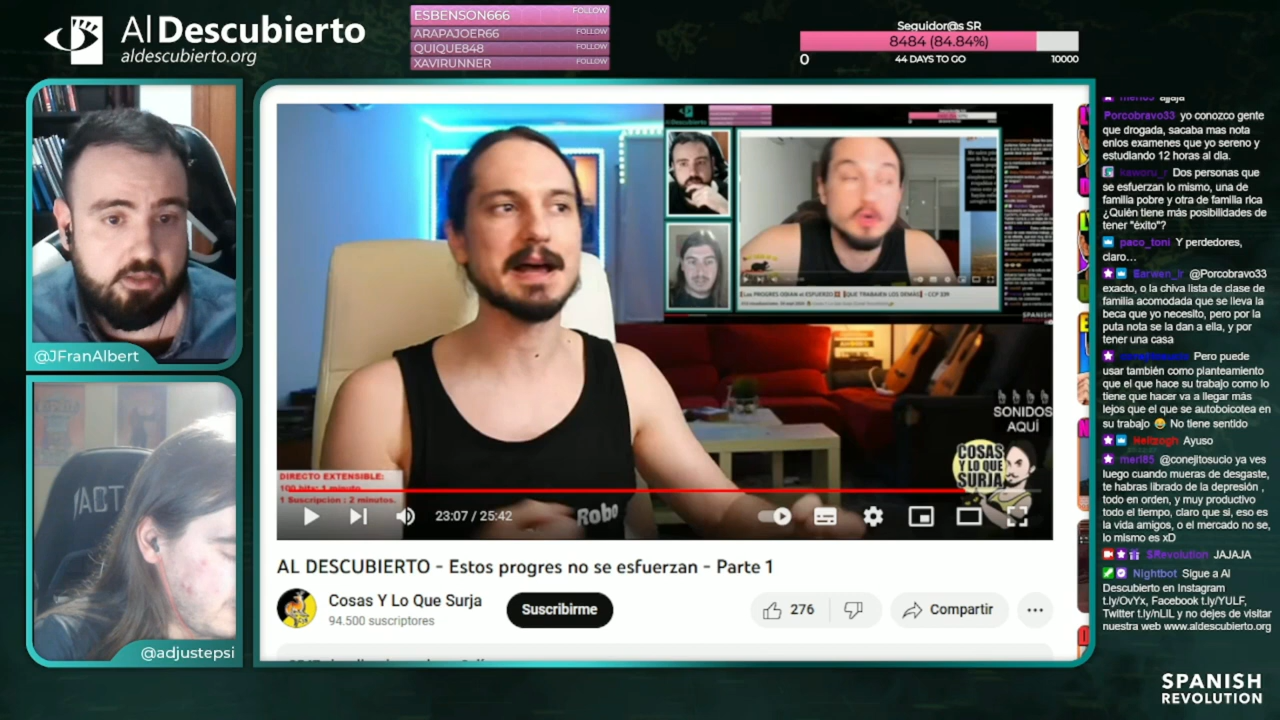 Al Descubierto
aldescubierto.org
ESBENSON666 FOLLOW
ARAPAJOER66 FOLLOW
QUIQUE848 FOLLOW
XAVIRUNNER FOLLOW
Seguidor@s SR
8484 (84.84%)
0 44 DAYS TO GO 10000
@JFranAlbert
@adjustepsi
SONIDOS
AQUÍ
COSAS
Y LO QUE
SURJA
DIRECTO EXTENSIBLE:
100 bits: 1 minuto
1 Suscripcion : 2 minutos.
Robo
23:07 / 25:42
AL DESCUBIERTO - Estos progres no se esfuerzan - Parte 1
Cosas Y Lo Que Surja
94.500 suscriptores
Suscribirme
276
Compartir
Porcobravo33 yo conozco gente
que drogada, sacaba mas nota
enlos examenes que yo sereno y
estudiando 12 horas al dia.
kaworu_r Dos personas que
se esfuerzan lo mismo, una de
familia pobre y otra de familia rica
¿Quién tiene más posibilidades de
tener "éxito"?
paco_toni Y perdedores,
claro…
Earwen_ir @Porcobravo33
exacto, o la chiva lista de clase de
familia acomodada que se lleva la
beca que yo necesito, pero por la
puta nota se la dan a ella, y por
tener una casa
Pero puede
usar también como planteamiento
que el que hace su trabajo como lo
tiene que hacer va a llegar más
lejos que el que se autoboicotea en
su trabajo 😅 No tiene sentido
Neitzogh Ayuso
meri85 @conejitosucio ya ves
luego cuando mueras de desgaste,
te habras librado de la depresión ,
todo en orden, y muy productivo
todo el tiempo, claro que si, eso es
la vida amigos, o el mercado no se,
lo mismo es xD
SRevolution JAJAJA
Nightbot Sigue a Al
Descubierto en Instagram
t.ly/OvYx, Facebook t.ly/YULF,
Twitter t.ly/nLIL y no dejes de visitar
nuestra web www.aldescubierto.org
SPANISH
REVOLUTION